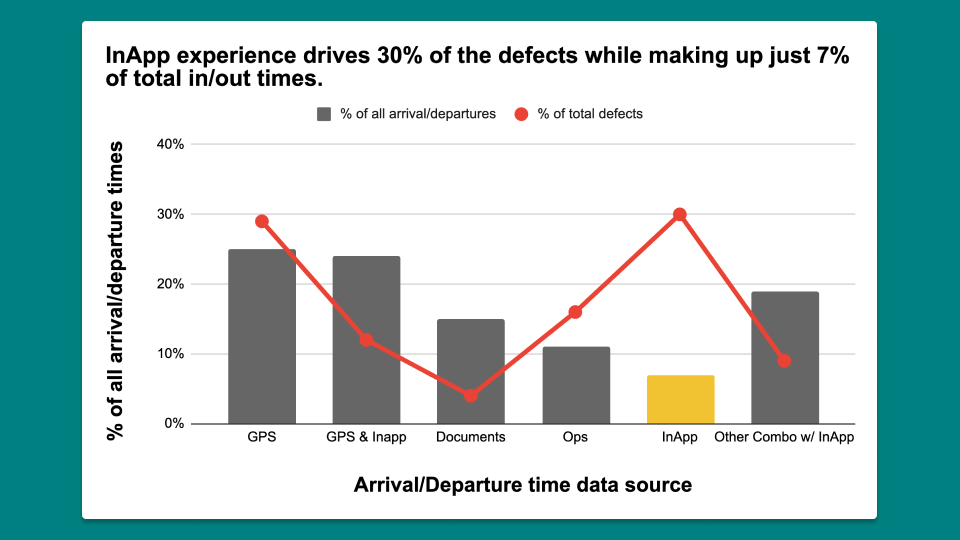 InApp experience drives 30% of the defects while making up just 7%
of total in/out times.
% of all arrival/departures
% of total defects
% of all arrival/departure times
40%
30%
20%
10%
0%
GPS
GPS & Inapp
Documents
Ops
InApp
Other Combo w/ InApp
Arrival/Departure time data source